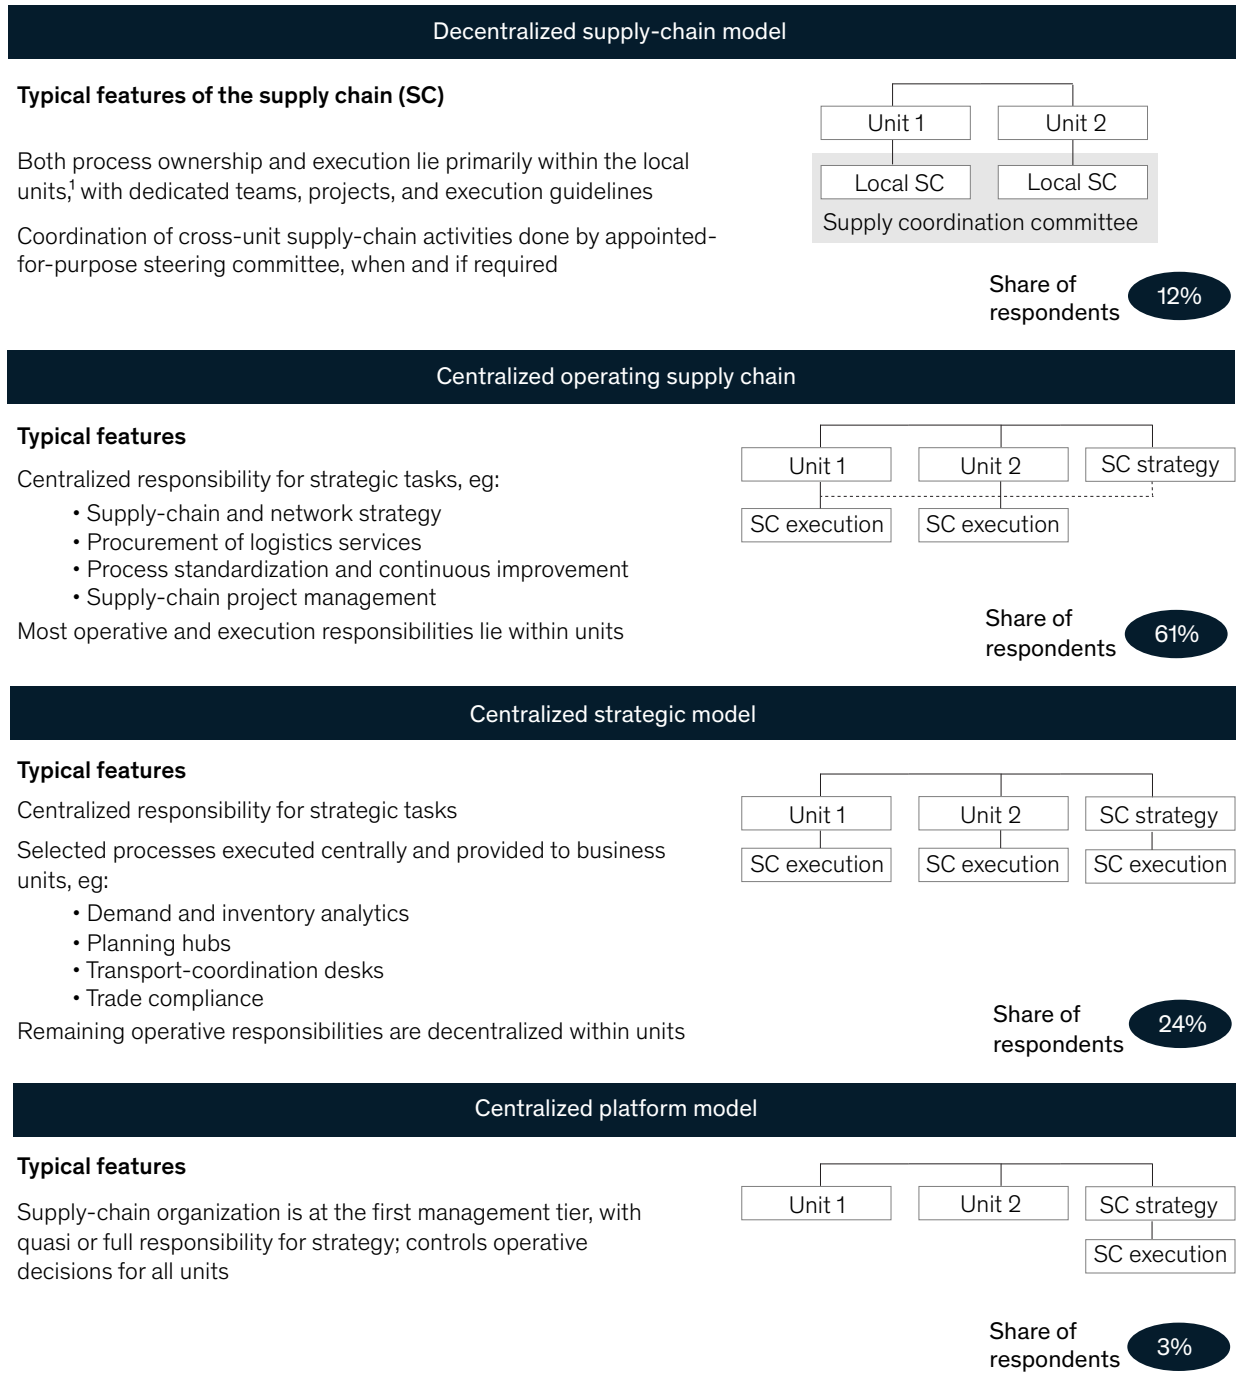 Decentralized supply-chain model
Typical features of the supply chain (SC)
Both process ownership and execution lie primarily within the local
units,¹ with dedicated teams, projects, and execution guidelines
Coordination of cross-unit supply-chain activities done by appointed-
for-purpose steering committee, when and if required
Unit 1
Unit 2
Local SC
Local SC
Supply coordination committee
Share of
respondents
12%
Centralized operating supply chain
Typical features
Centralized responsibility for strategic tasks, eg:
• Supply-chain and network strategy
• Procurement of logistics services
• Process standardization and continuous improvement
• Supply-chain project management
Most operative and execution responsibilities lie within units
Unit 1
Unit 2
SC strategy
SC execution
SC execution
Share of
respondents
61%
Centralized strategic model
Typical features
Centralized responsibility for strategic tasks
Selected processes executed centrally and provided to business
units, eg:
• Demand and inventory analytics
• Planning hubs
• Transport-coordination desks
• Trade compliance
Remaining operative responsibilities are decentralized within units
Unit 1
Unit 2
SC strategy
SC execution
SC execution
SC execution
Share of
respondents
24%
Centralized platform model
Typical features
Supply-chain organization is at the first management tier, with
quasi or full responsibility for strategy; controls operative
decisions for all units
Unit 1
Unit 2
SC strategy
SC execution
Share of
respondents
3%